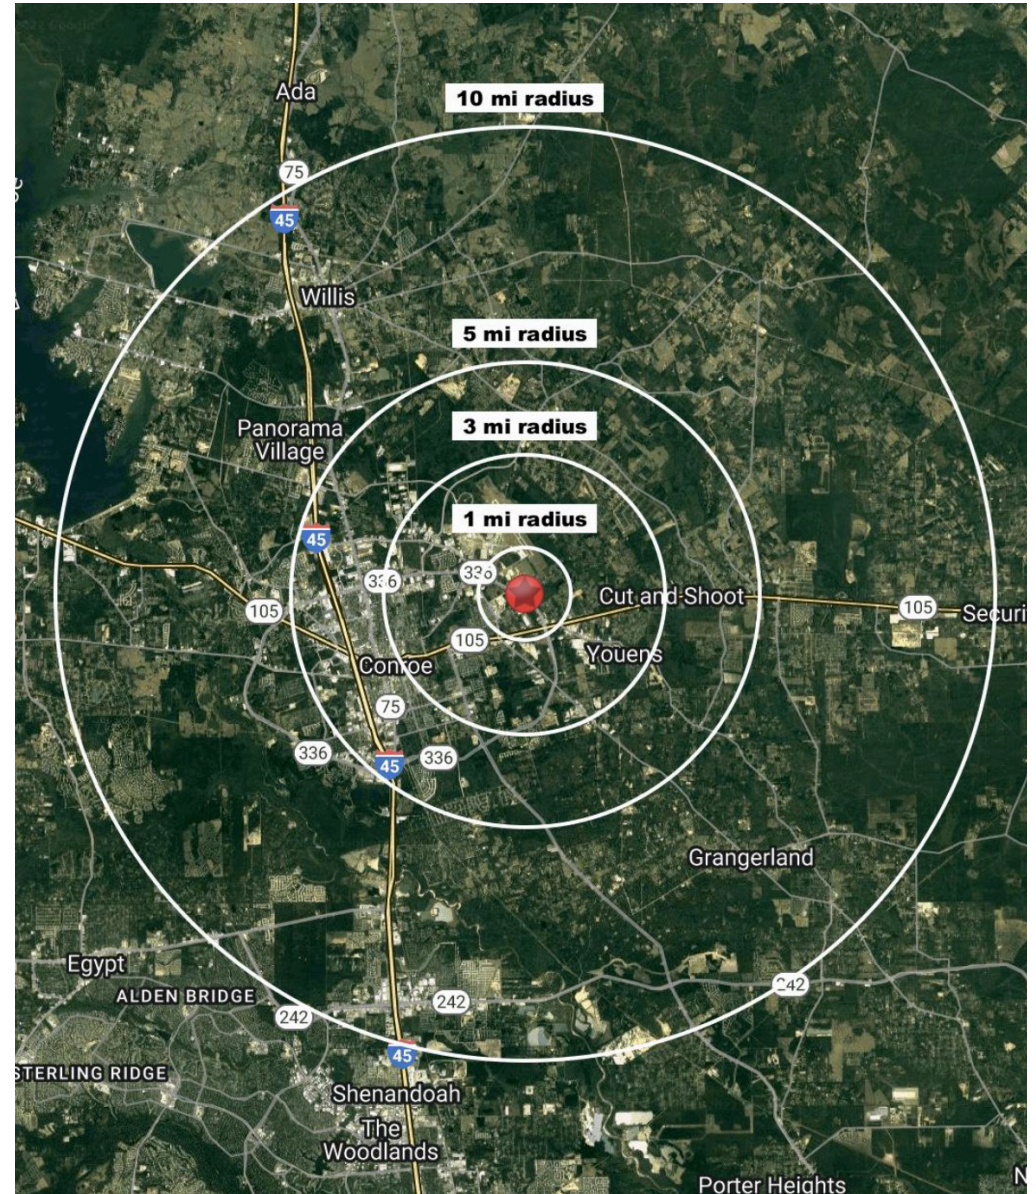 Ada
10 mi radius
75
45
Willis
5 mi radius
3 mi radius
Panorama
Village
1 mi radius
45
336
336
105
Cut and Shoot
105
Securi
105
Youens
Conroe
75
336
336
45
Grangerland
Egypt
242
ALDEN BRIDGE
242
242
45
STERLING RIDGE
Shenandoah
The
Woodlands
Porter Heights
N